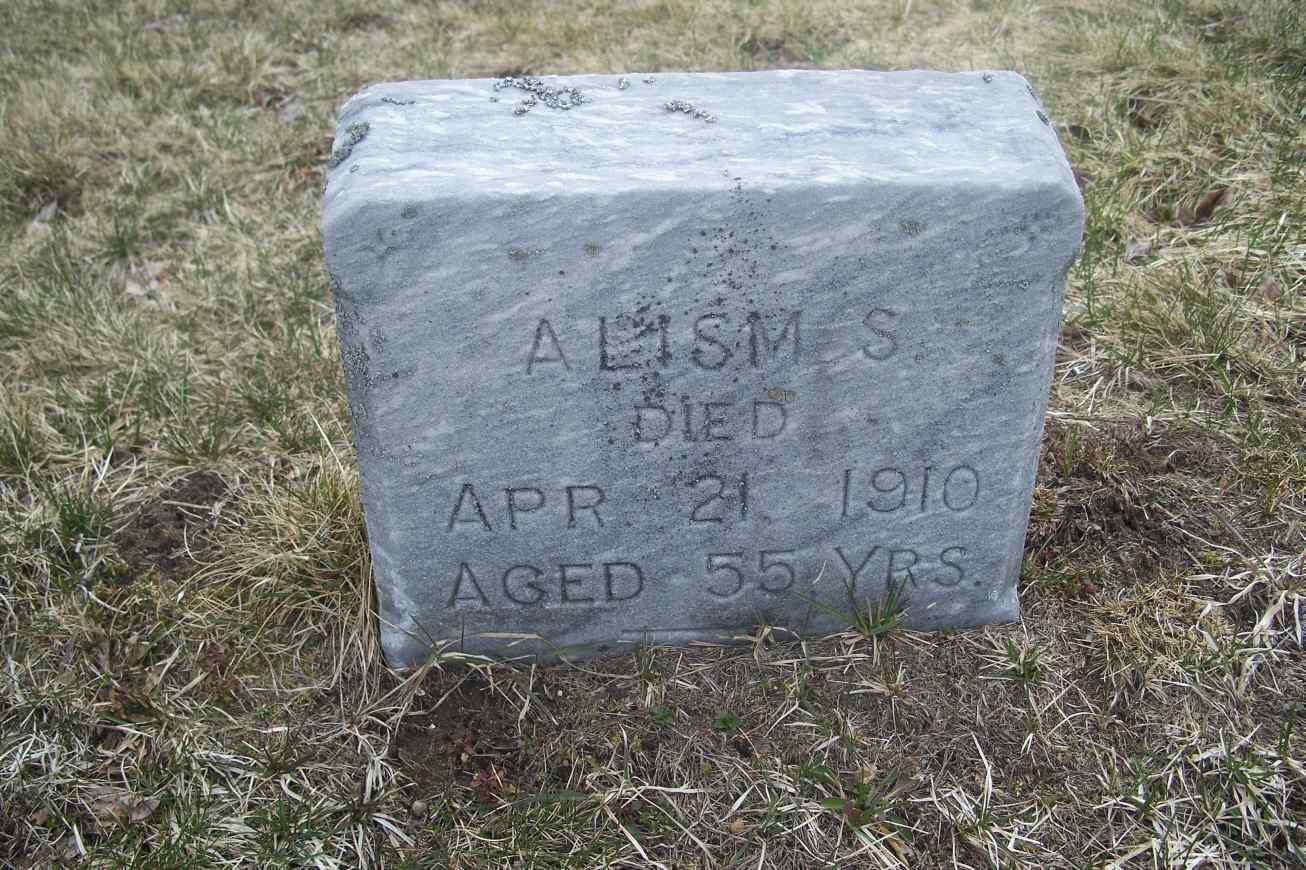 ALISM S.
DIED
APR. 21. 1910
AGED 55 YRS.